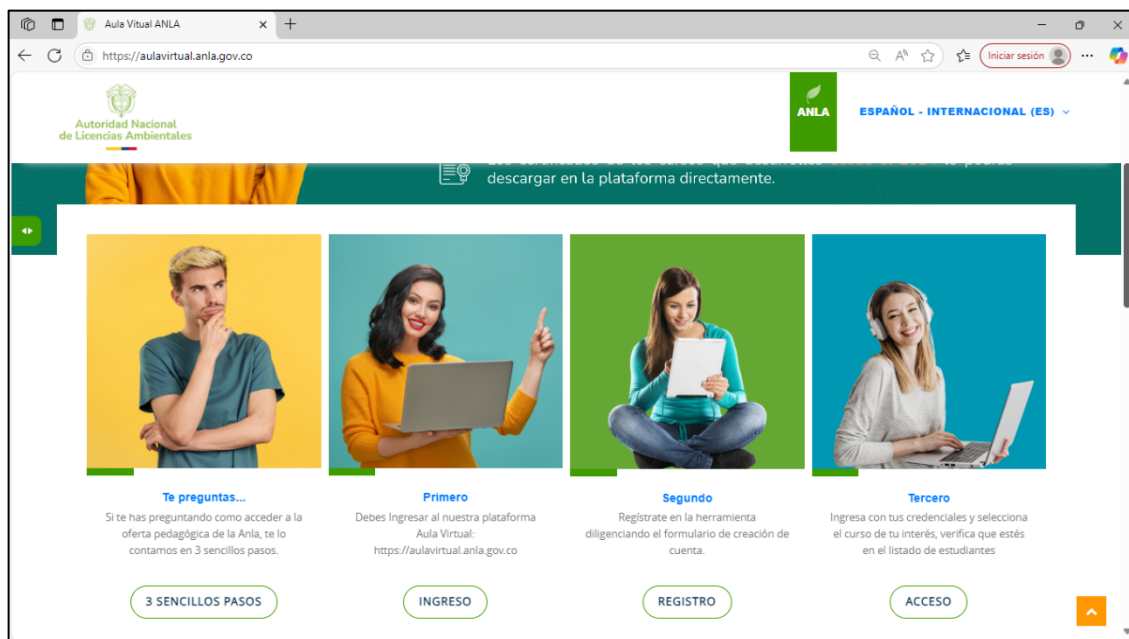 Aula Vitual ANLA
https://aulavirtual.anla.gov.co
Iniciar sesión
Autoridad Nacional
de Licencias Ambientales
ANLA
ESPAÑOL - INTERNACIONAL (ES)
descargar en la plataforma directamente.
Te preguntas...
Si te has preguntando como acceder a la
oferta pedagógica de la Anla, te lo
contamos en 3 sencillos pasos.
3 SENCILLOS PASOS
Primero
Debes Ingresar al nuestra plataforma
Aula Virtual:
https://aulavirtual.anla.gov.co
INGRESO
Segundo
Regístrate en la herramienta
diligenciando el formulario de creación de
cuenta.
REGISTRO
Tercero
Ingresa con tus credenciales y selecciona
el curso de tu interés, verifica que estés
en el listado de estudiantes
ACCESO